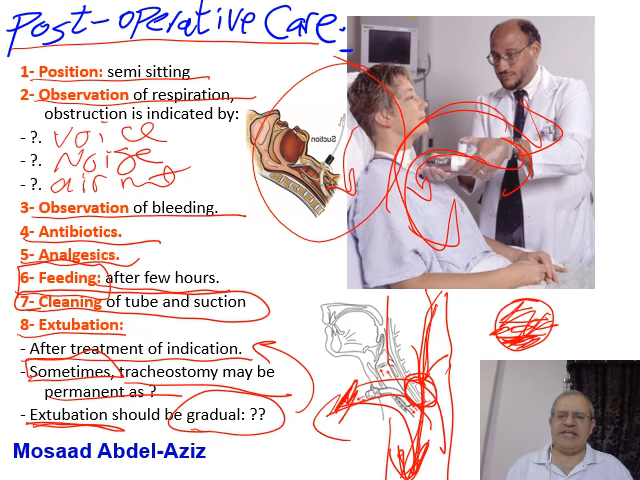 Post-operative Care:
1- Position: semi sitting
2- Observation of respiration,
obstruction is indicated by:
- ?. voice
- ?. Noise
- ?. air
3- Observation of bleeding.
4- Antibiotics.
5- Analgesics.
6- Feeding: after few hours.
7- Cleaning of tube and suction
8- Extubation:
- After treatment of indication.
- Sometimes, tracheostomy may be
permanent as ?
- Extubation should be gradual: ??
Mosaad Abdel-Aziz
Suction